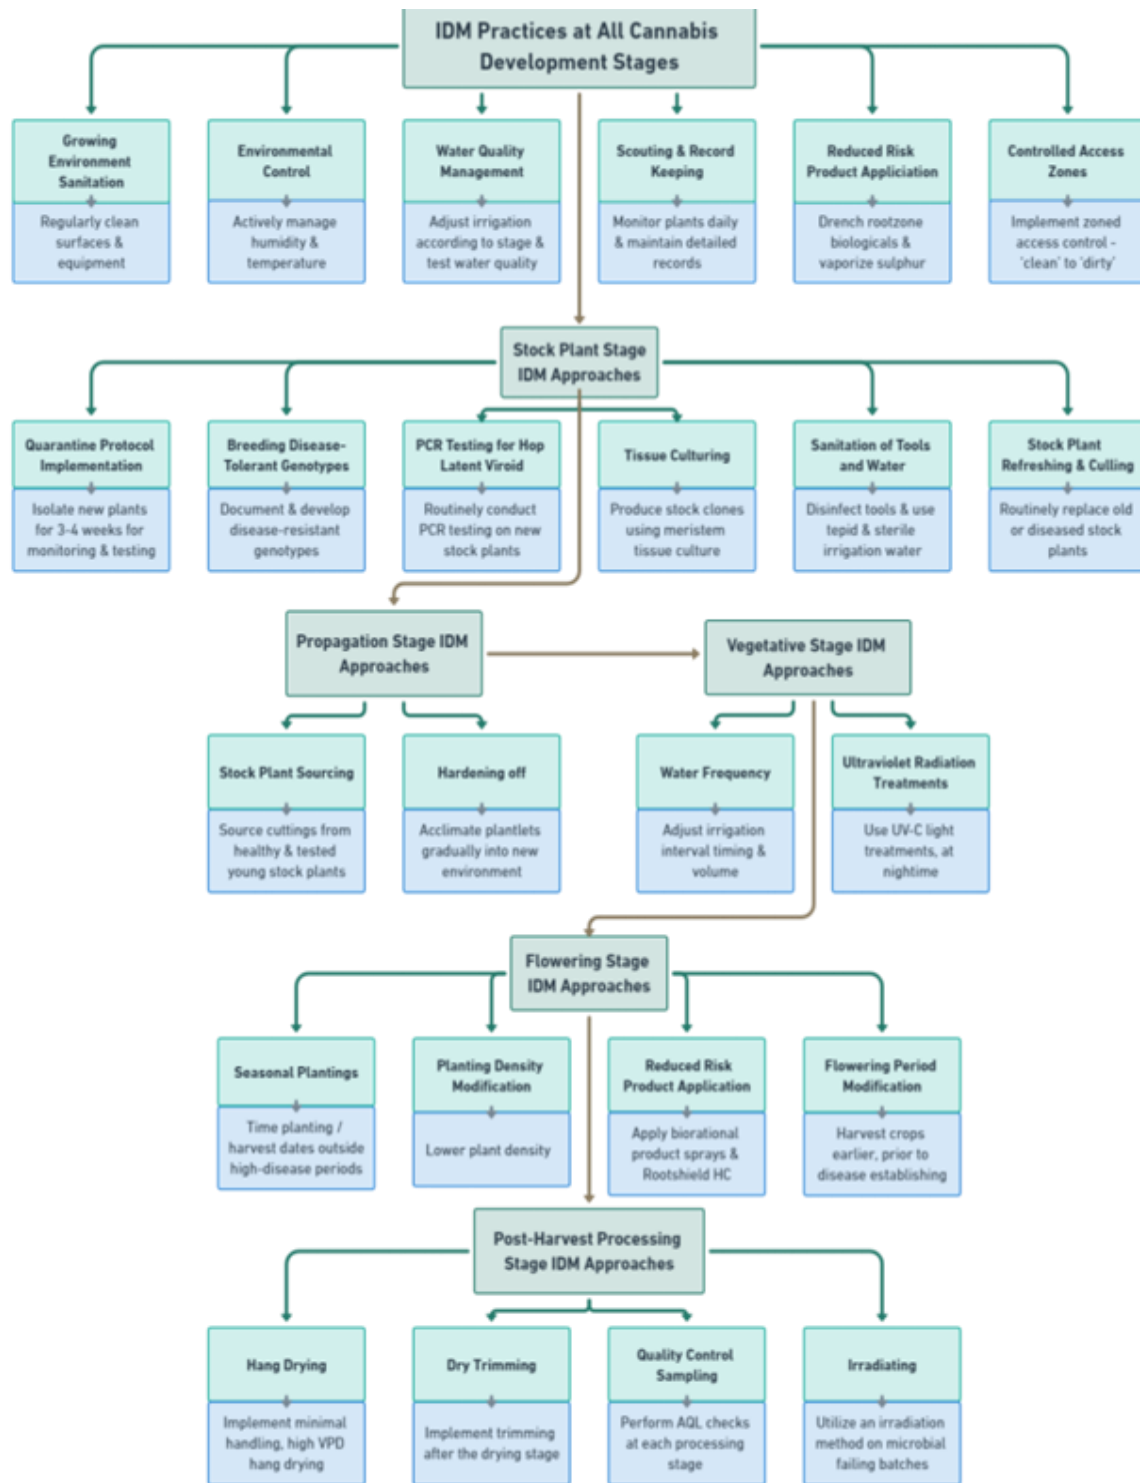 IDM Practices at All Cannabis
Development Stages
Growing
Environment
Sanitation
Regularly clean
surfaces &
equipment
Environmental
Control
Actively manage
humidity &
temperature
Water Quality
Management
Adjust irrigation
according to stage &
test water quality
Scouting & Record
Keeping
Monitor plants daily
& maintain detailed
records
Reduced Risk
Product Appliciation
Drench rootzone
biologicals &
vaporize sulphur
Controlled Access
Zones
Implement zoned
access control -
'clean' to 'dirty'
Stock Plant Stage
IDM Approaches
Quarantine Protocol
Implementation
Isolate new plants
for 3-4 weeks for
monitoring & testing
Breeding Disease-
Tolerant Genotypes
Document & develop
disease-resistant
genotypes
PCR Testing for Hop
Latent Viroid
Routinely conduct
PCR testing on new
stock plants
Tissue Culturing
Produce stock clones
using meristem
tissue culture
Sanitation of Tools
and Water
Disinfect tools & use
tepid & sterile
irrigation water
Stock Plant
Refreshing & Culling
Routinely replace old
or diseased stock
plants
Propagation Stage IDM
Approaches
Stock Plant Sourcing
Source cuttings from
healthy & tested
young stock plants
Hardening off
Acclimate plantlets
gradually into new
environment
Vegetative Stage IDM
Approaches
Water Frequency
Adjust irrigation
interval timing &
volume
Ultraviolet Radiation
Treatments
Use UV-C light
treatments, at
nightime
Flowering Stage
IDM Approaches
Seasonal Plantings
Time planting /
harvest dates outside
high-disease periods
Planting Density
Modification
Lower plant density
Reduced Risk
Product Application
Apply biorational
product sprays &
Rootshield HC
Flowering Period
Modification
Harvest crops
earlier, prior to
disease establishing
Post-Harvest Processing
Stage IDM Approaches
Hang Drying
Implement minimal
handling, high VPD
hang drying
Dry Trimming
Implement trimming
after the drying stage
Quality Control
Sampling
Perform AQL checks
at each processing
stage
Irradiating
Utilize an irradiation
method on microbial
failing batches